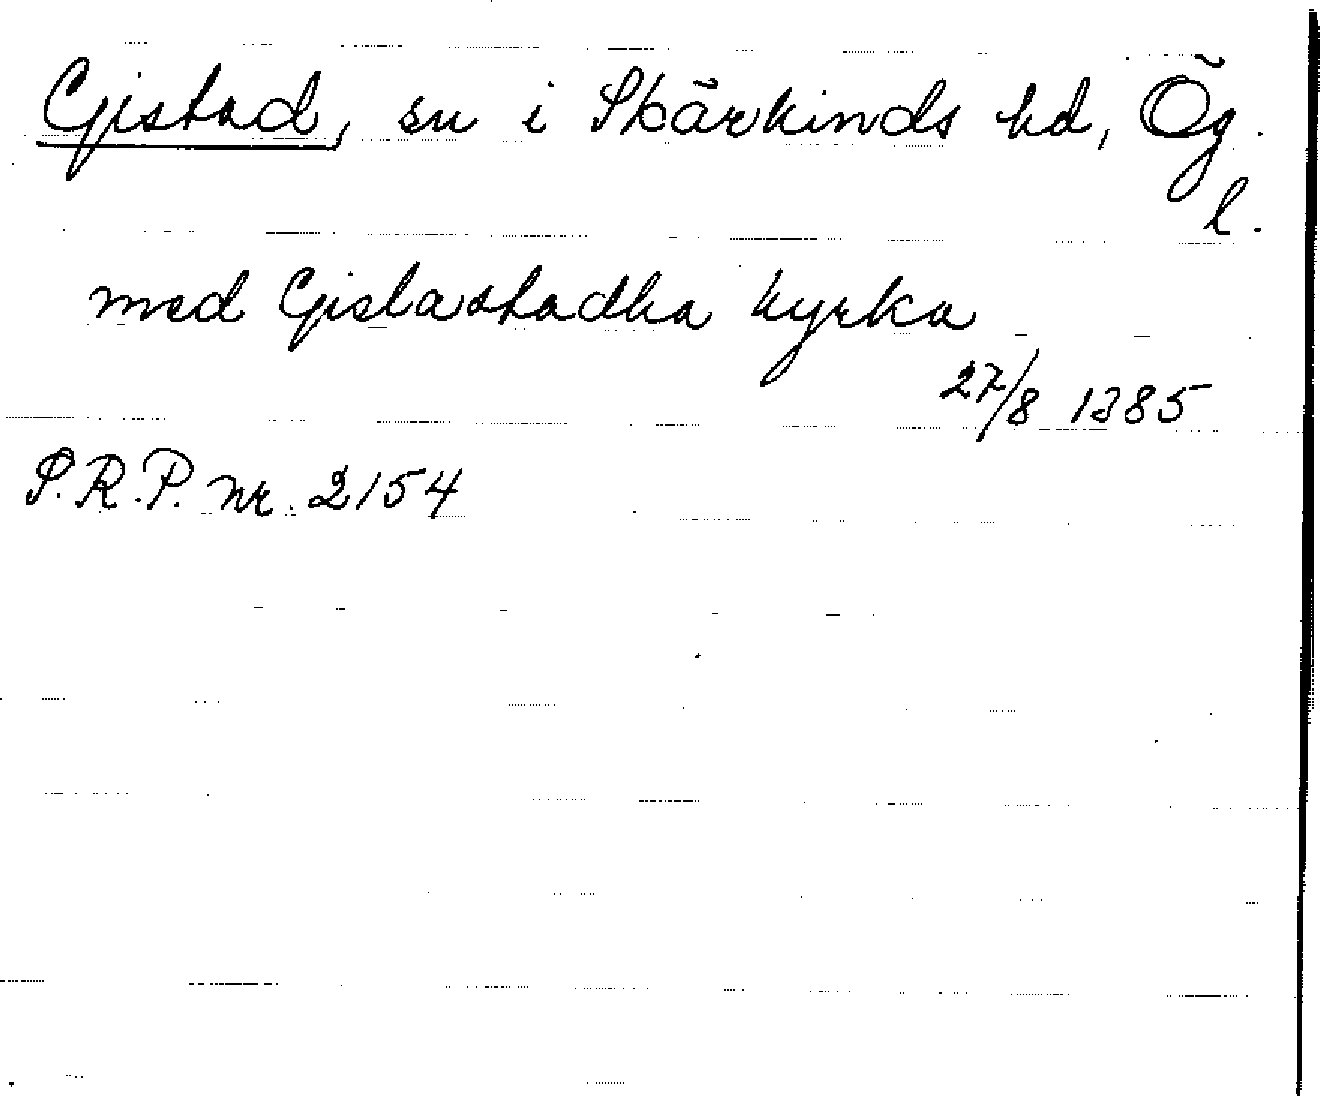 Gistad, sn i Skärkinds hd, Ög.
l.
med Gislastadha kyrka
27/8 1385
S.R.P. nr. 2154